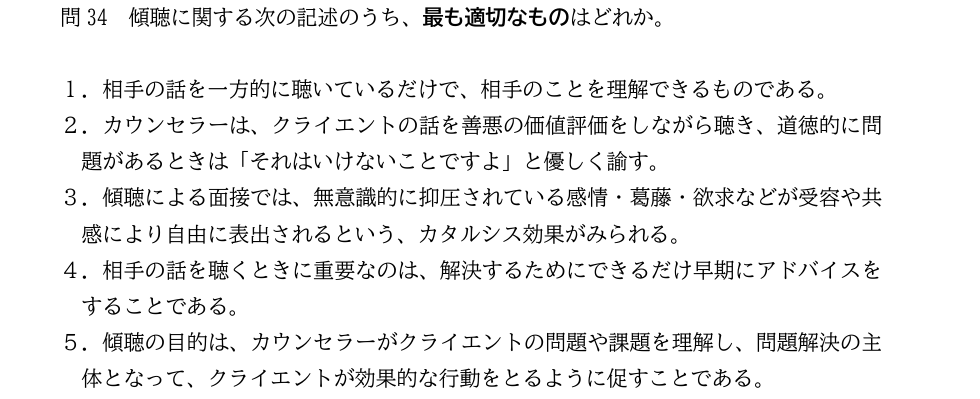 問 34　傾聴に関する次の記述のうち、最も適切なものはどれか。
１．相手の話を一方的に聴いているだけで、相手のことを理解できるものである。
２．カウンセラーは、クライエントの話を善悪の価値評価をしながら聴き、道徳的に問
題があるときは「それはいけないことですよ」と優しく諭す。
３．傾聴による面接では、無意識的に抑圧されている感情・葛藤・欲求などが受容や共
感により自由に表出されるという、カタルシス効果がみられる。
４．相手の話を聴くときに重要なのは、解決するためにできるだけ早期にアドバイスを
することである。
５．傾聴の目的は、カウンセラーがクライエントの問題や課題を理解し、問題解決の主
体となって、クライエントが効果的な行動をとるように促すことである。